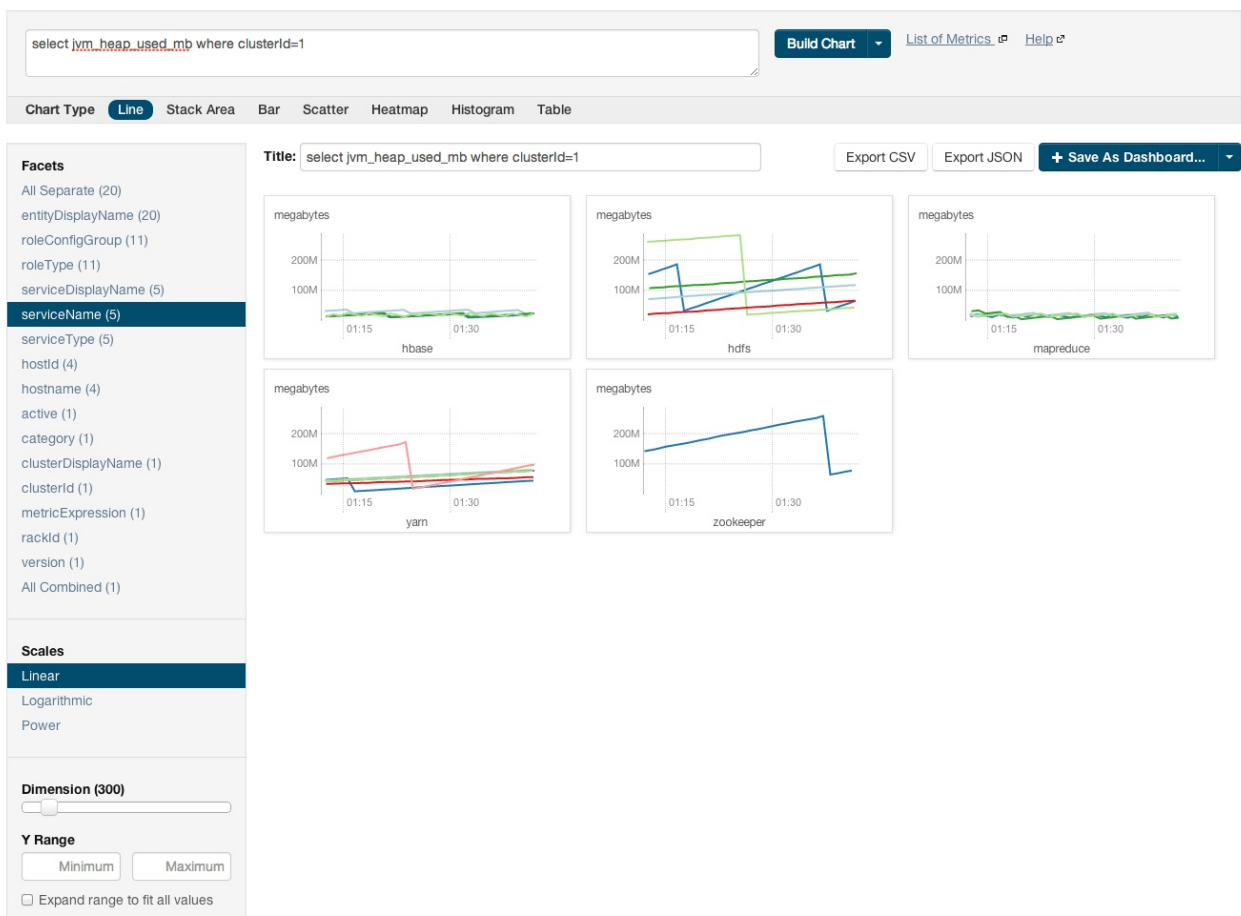 select jvm_heap_used_mb where clusterId=1
Build Chart
List of Metrics
Help
Chart Type Line Stack Area Bar Scatter Heatmap Histogram Table
Facets
All Separate (20)
entityDisplayName (20)
roleConfigGroup (11)
roleType (11)
serviceDisplayName (5)
serviceName (5)
serviceType (5)
hostId (4)
hostname (4)
active (1)
category (1)
clusterDisplayName (1)
clusterId (1)
metricExpression (1)
rackId (1)
version (1)
All Combined (1)
Scales
Linear
Logarithmic
Power
Dimension (300)
Y Range
Minimum Maximum
Expand range to fit all values
Title: select jvm_heap_used_mb where clusterId=1
Export CSV
Export JSON
+ Save As Dashboard...
megabytes
200M
100M
01:15 01:30
hbase
megabytes
200M
100M
01:15 01:30
hdfs
megabytes
200M
100M
01:15 01:30
mapreduce
megabytes
200M
100M
01:15 01:30
yarn
megabytes
200M
100M
01:15 01:30
zookeeper